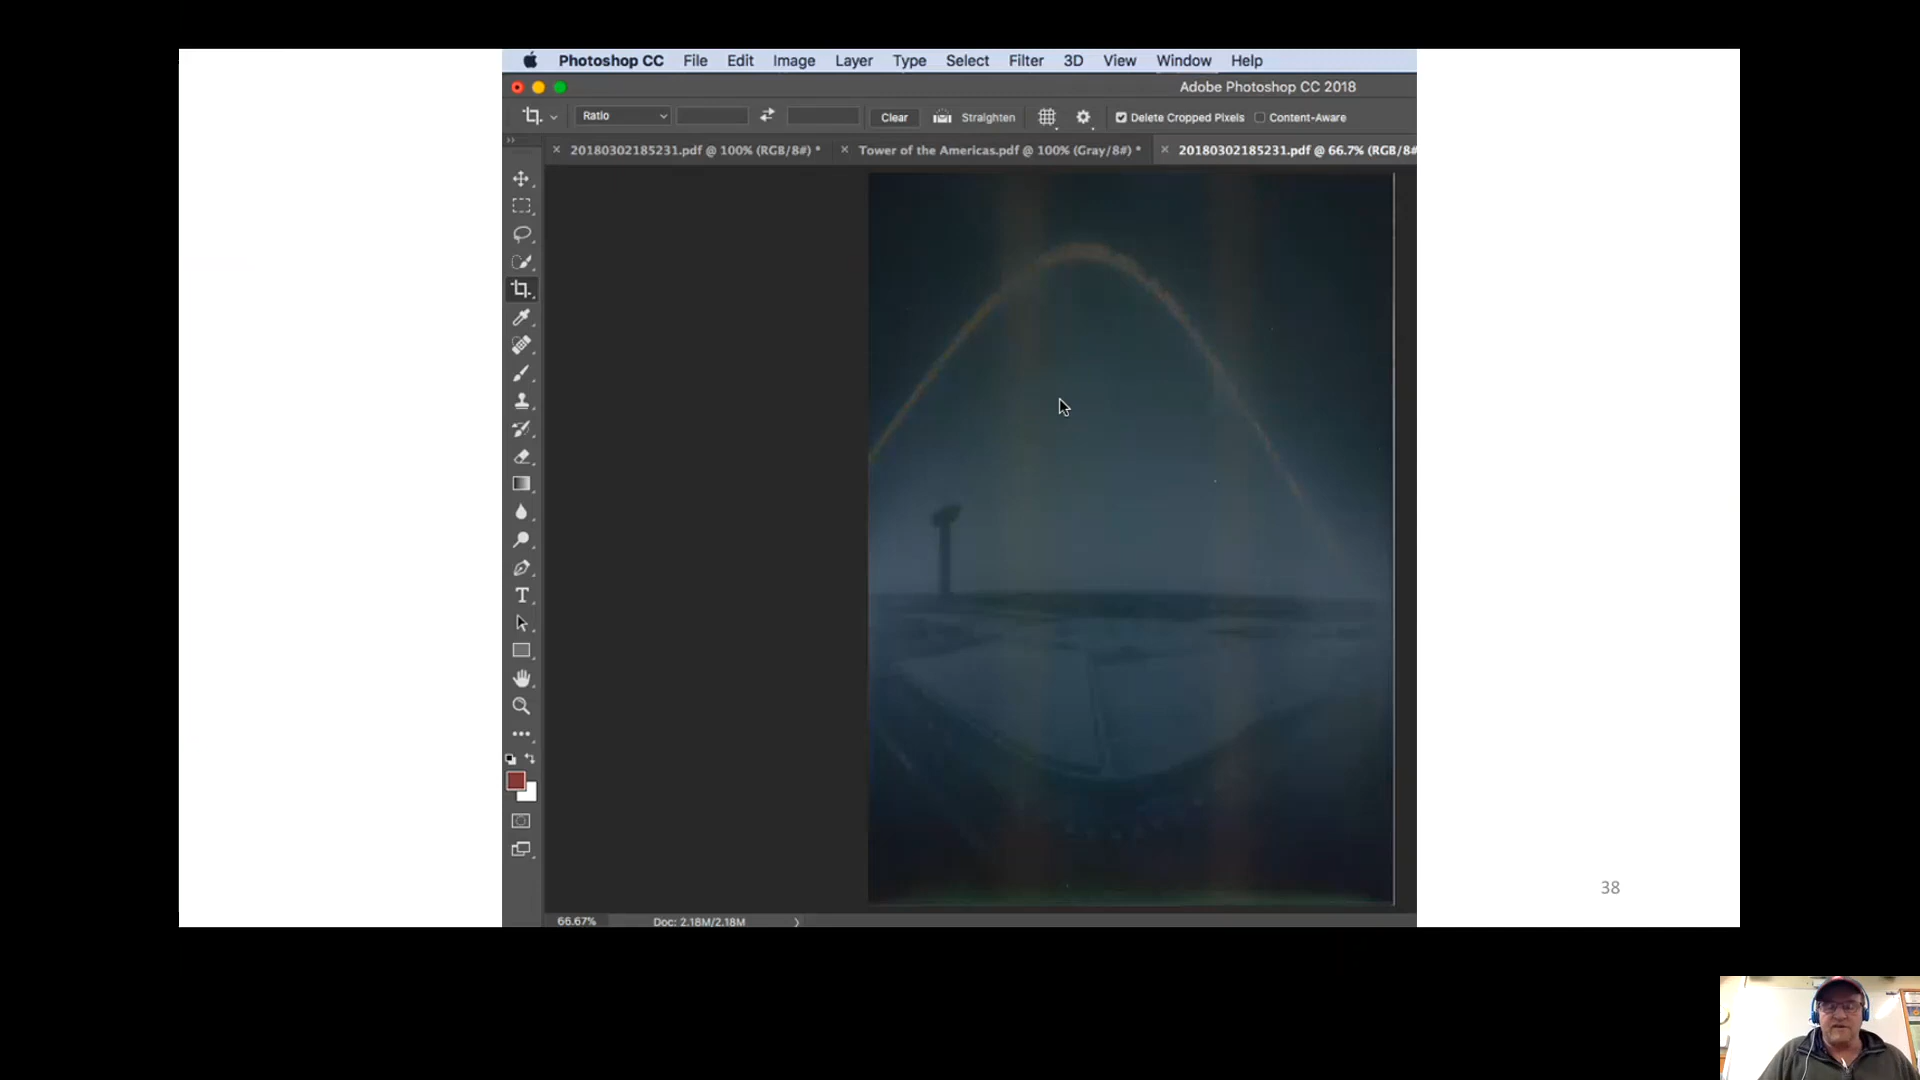 Photoshop CC File Edit Image Layer Type Select Filter 3D View Window Help
Adobe Photoshop CC 2018
Ratio Clear Straighten Delete Cropped Pixels Content-Aware
20180302185231.pdf @ 100% (RGB/8#) * Tower of the Americas.pdf @ 100% (Gray/8#) * 20180302185231.pdf @ 66.7% (RGB/8#
38
66.67% Doc: 2.18M/2.18M